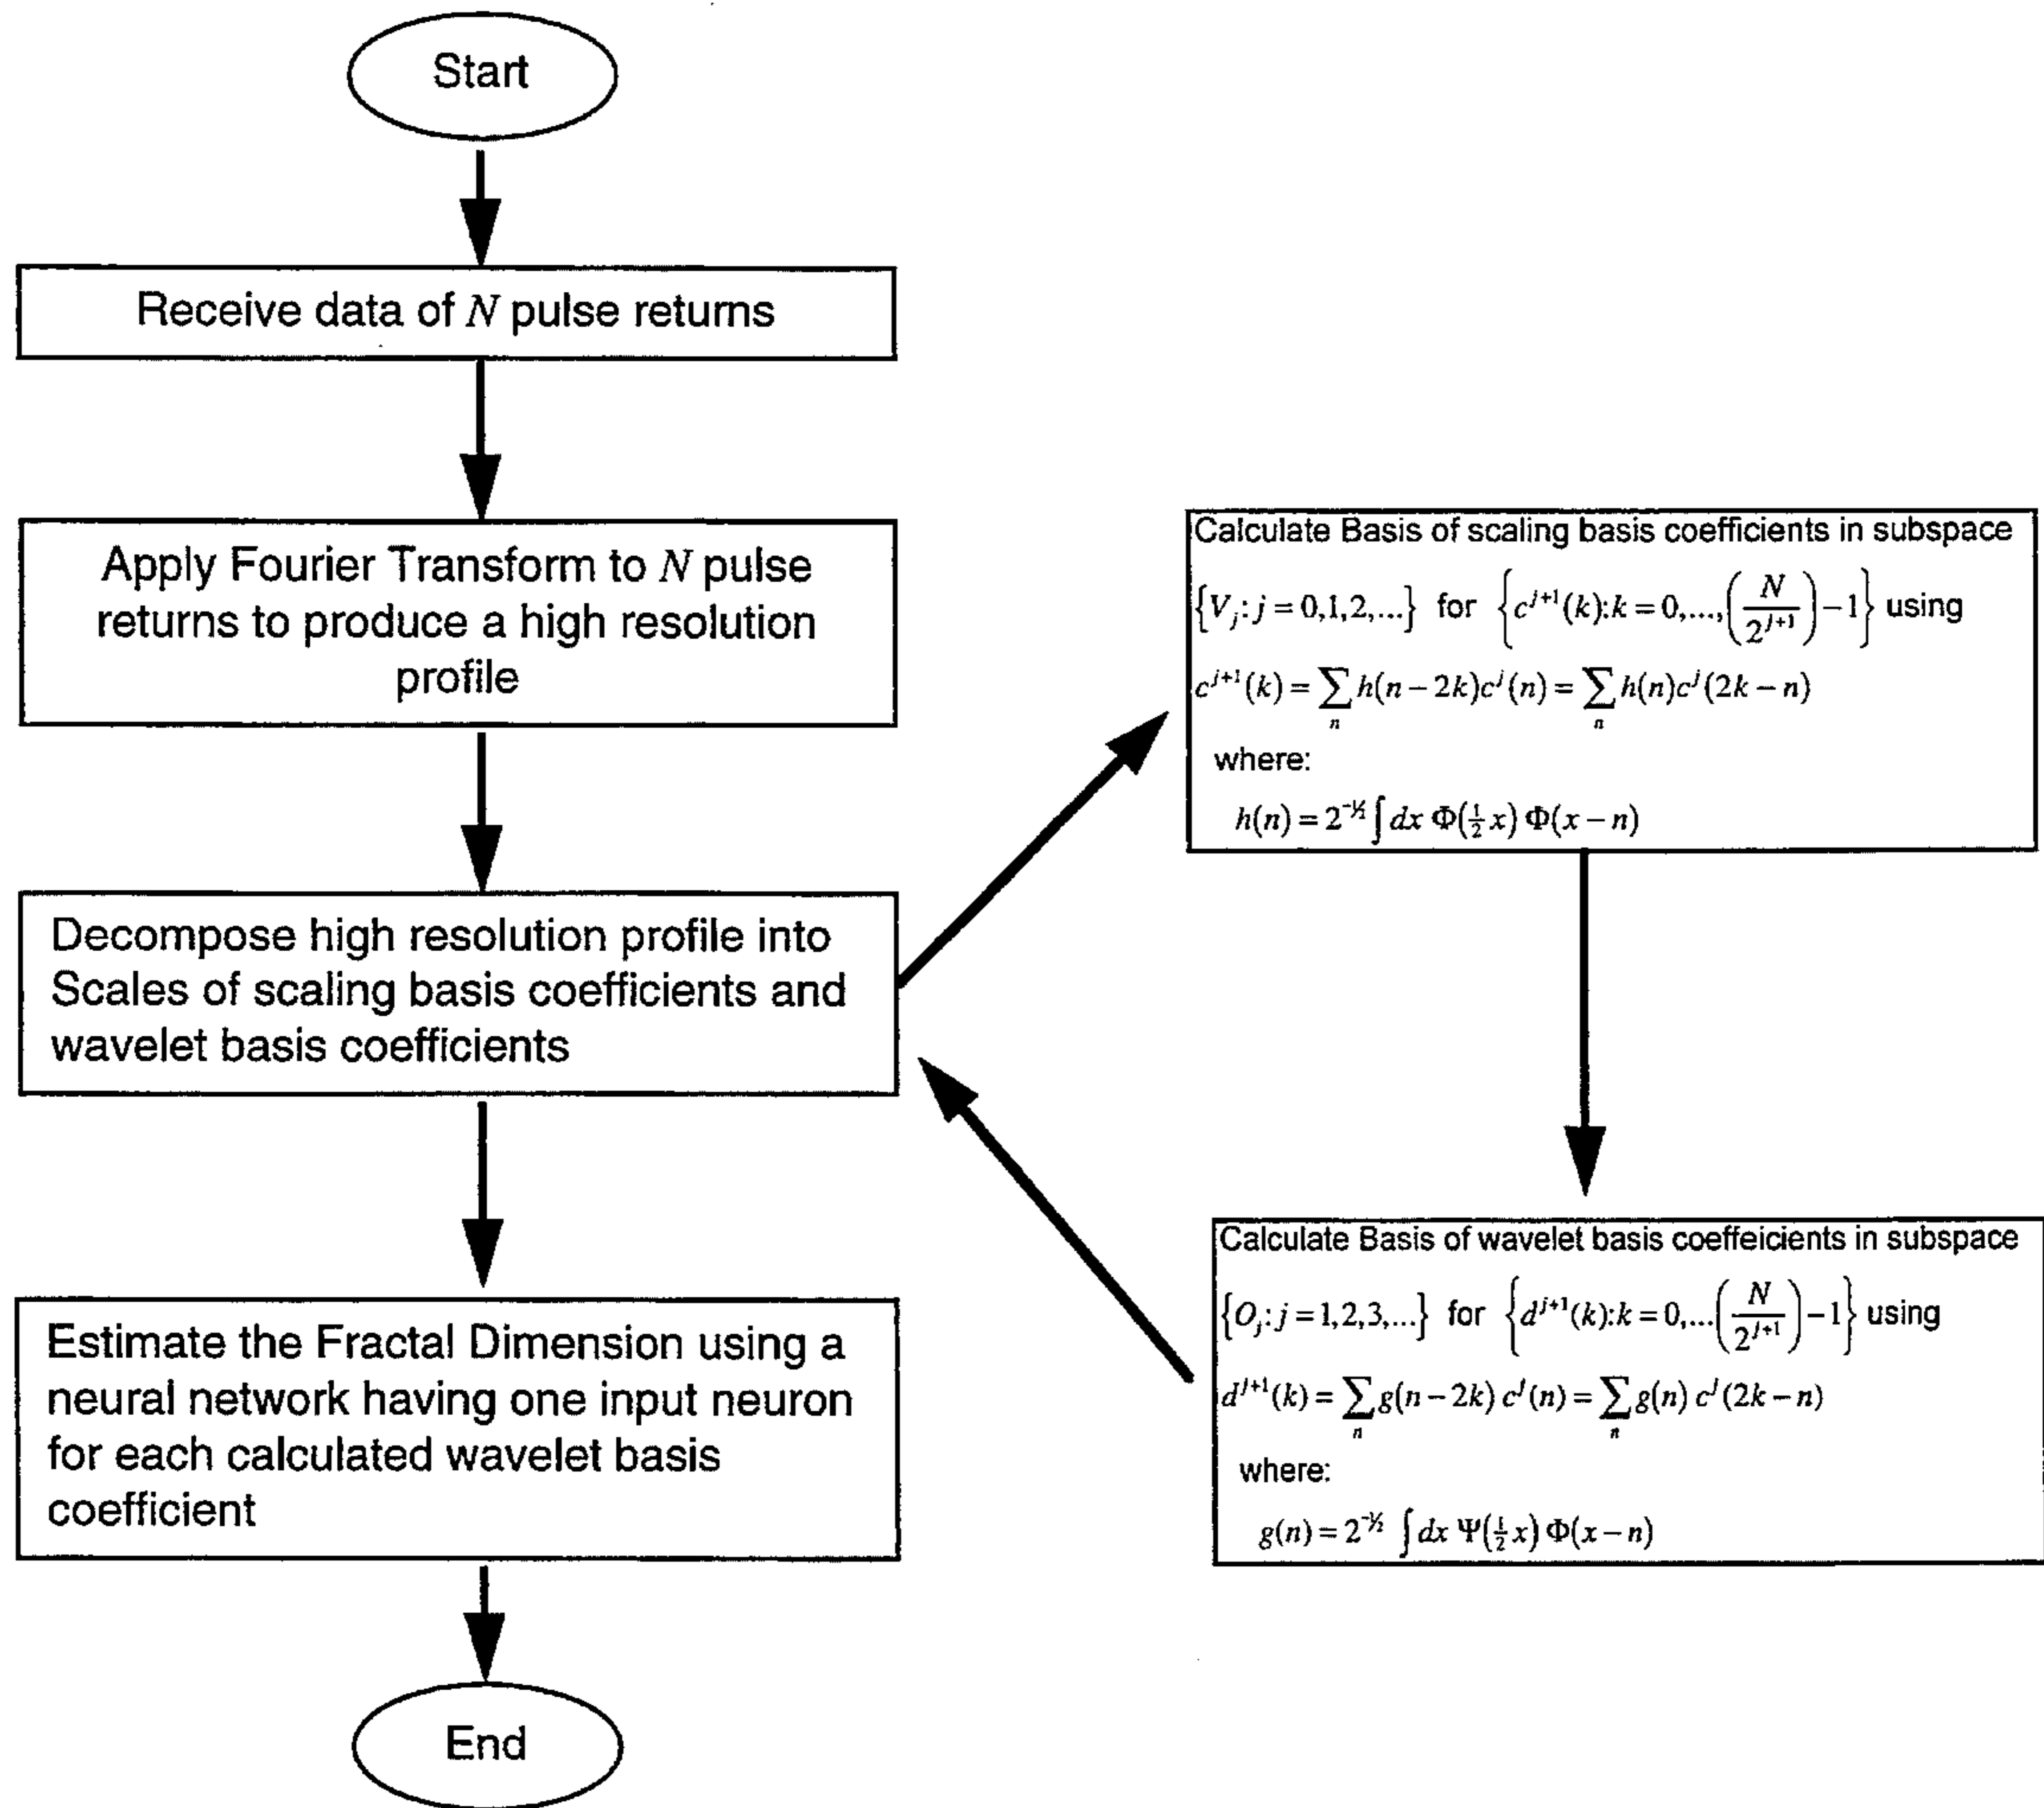 Start
Receive data of N pulse returns
Apply Fourier Transform to N pulse
returns to produce a high resolution
profile
Decompose high resolution profile into
Scales of scaling basis coefficients and
wavelet basis coefficients
Estimate the Fractal Dimension using a
neural network having one input neuron
for each calculated wavelet basis
coefficient
End
Calculate Basis of scaling basis coefficients in subspace
{V_j: j = 0,1,2,...} for {c^{j+1}(k): k = 0,...,(N/2^{j+1})−1} using
c^{j+1}(k) = ∑_n h(n − 2k)c^j(n) = ∑_n h(n)c^j(2k − n)
where:
h(n) = 2^{-½} ∫ dx Φ(½x) Φ(x − n)
Calculate Basis of wavelet basis coeffeicients in subspace
{O_j: j = 1,2,3,...} for {d^{j+1}(k): k = 0,...(N/2^{j+1})−1} using
d^{j+1}(k) = ∑_n g(n − 2k) c^j(n) = ∑_n g(n) c^j(2k − n)
where:
g(n) = 2^{-½} ∫ dx Ψ(½x) Φ(x − n)